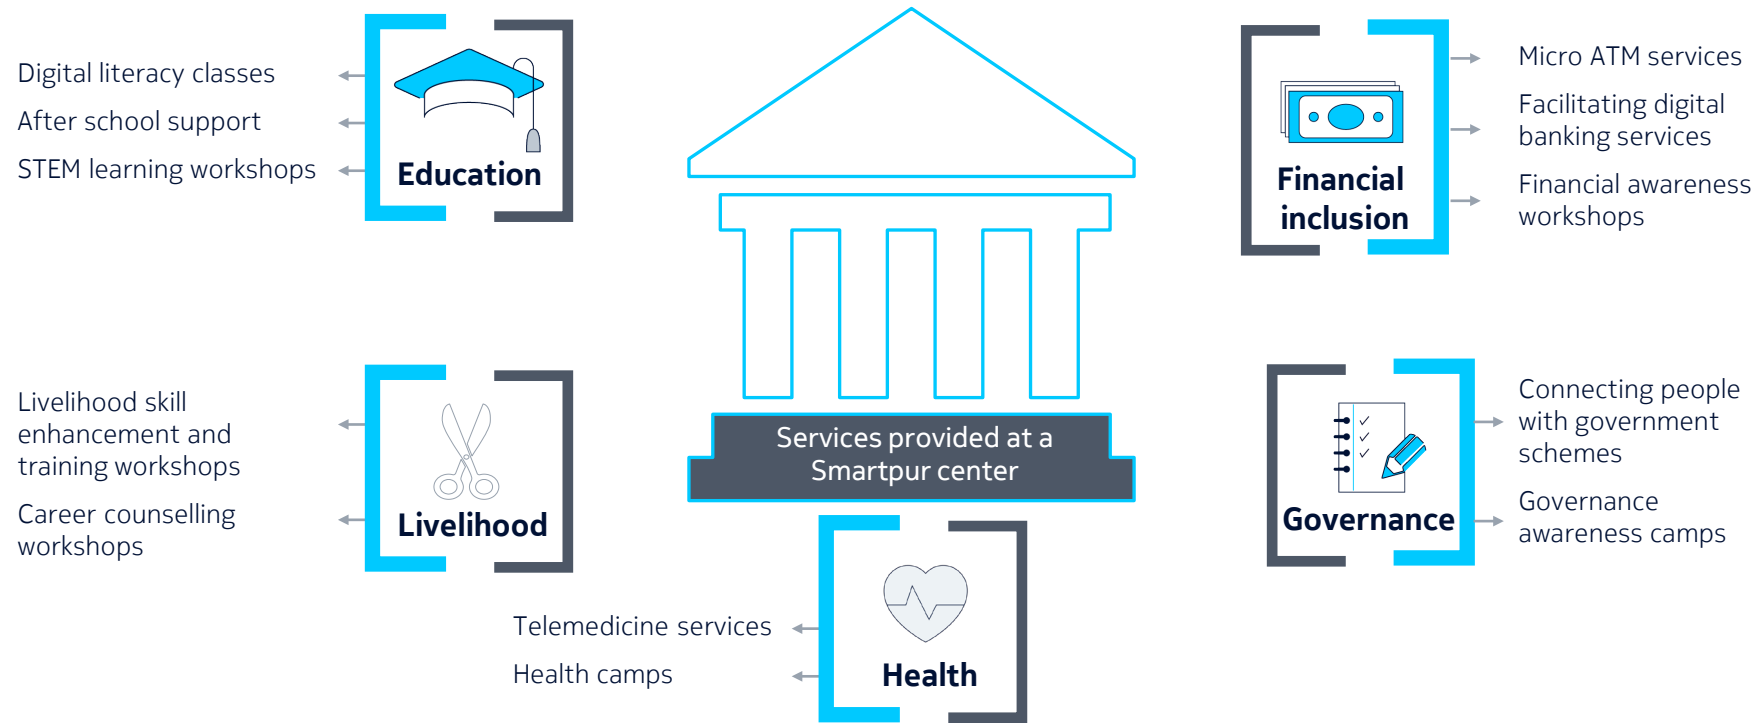 Digital literacy classes
After school support
STEM learning workshops
Education
Micro ATM services
Facilitating digital
banking services
Financial awareness
workshops
Financial
inclusion
Livelihood skill
enhancement and
training workshops
Career counselling
workshops
Livelihood
Services provided at a
Smartpur center
Connecting people
with government
schemes
Governance
awareness camps
Governance
Telemedicine services
Health camps
Health